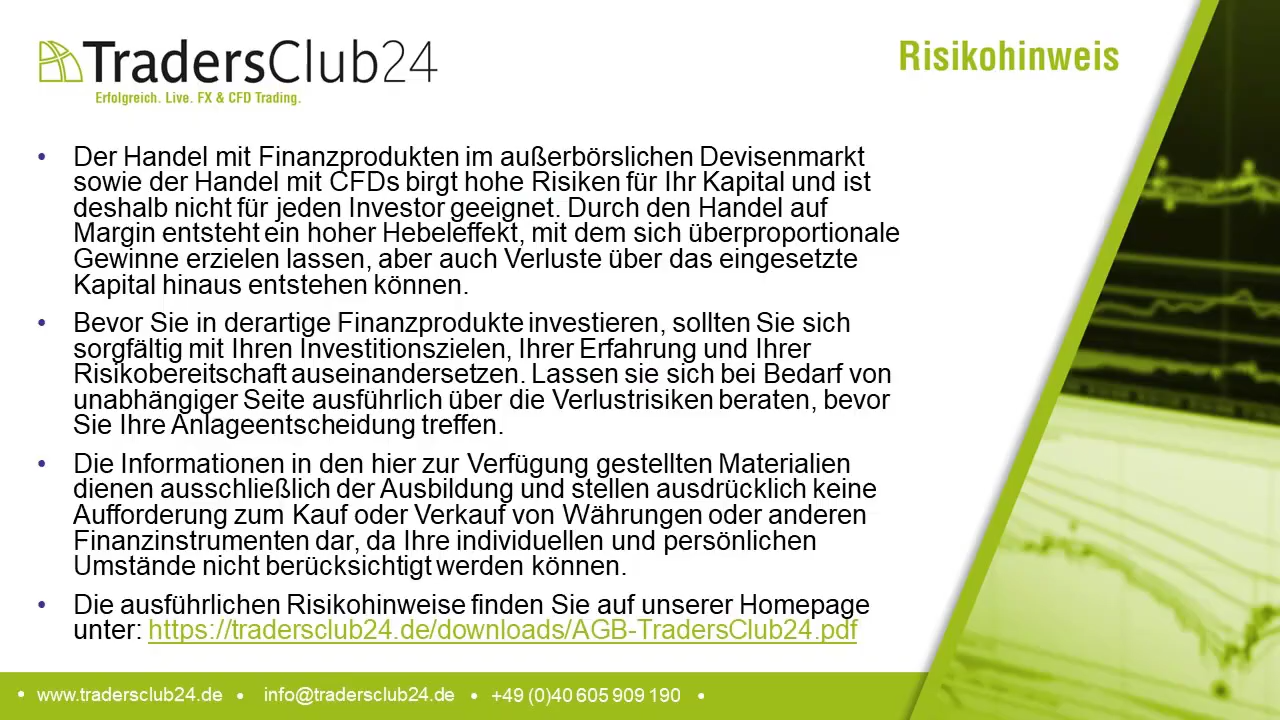 TradersClub24
Erfolgreich. Live. FX & CFD Trading.
Risikohinweis
• Der Handel mit Finanzprodukten im außerbörslichen Devisenmarkt
sowie der Handel mit CFDs birgt hohe Risiken für Ihr Kapital und ist
deshalb nicht für jeden Investor geeignet. Durch den Handel auf
Margin entsteht ein hoher Hebeleffekt, mit dem sich überproportionale
Gewinne erzielen lassen, aber auch Verluste über das eingesetzte
Kapital hinaus entstehen können.
• Bevor Sie in derartige Finanzprodukte investieren, sollten Sie sich
sorgfältig mit Ihren Investitionszielen, Ihrer Erfahrung und Ihrer
Risikobereitschaft auseinandersetzen. Lassen sie sich bei Bedarf von
unabhängiger Seite ausführlich über die Verlustrisiken beraten, bevor
Sie Ihre Anlageentscheidung treffen.
• Die Informationen in den hier zur Verfügung gestellten Materialien
dienen ausschließlich der Ausbildung und stellen ausdrücklich keine
Aufforderung zum Kauf oder Verkauf von Währungen oder anderen
Finanzinstrumenten dar, da Ihre individuellen und persönlichen
Umstände nicht berücksichtigt werden können.
• Die ausführlichen Risikohinweise finden Sie auf unserer Homepage
unter: https://tradersclub24.de/downloads/AGB-TradersClub24.pdf
• www.tradersclub24.de • info@tradersclub24.de • +49 (0)40 605 909 190 •